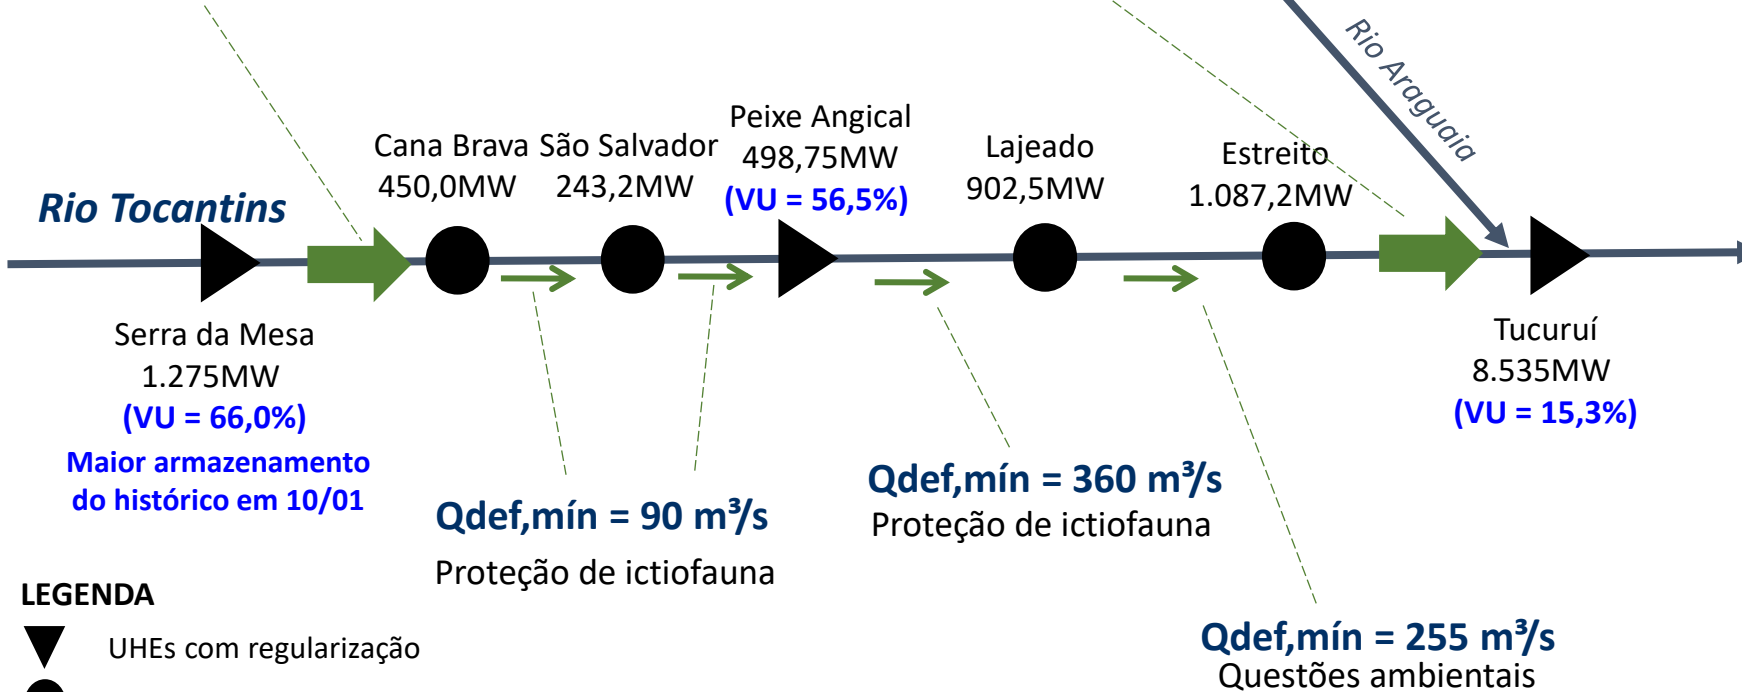 Rio Araguaia
Rio Tocantins
Cana Brava
450,0MW
São Salvador
243,2MW
Peixe Angical
498,75MW
(VU = 56,5%)
Lajeado
902,5MW
Estreito
1.087,2MW
Serra da Mesa
1.275MW
(VU = 66,0%)
Maior armazenamento
do histórico em 10/01
Tucuruí
8.535MW
(VU = 15,3%)
Qdef,mín = 90 m³/s
Proteção de ictiofauna
Qdef,mín = 360 m³/s
Proteção de ictiofauna
Qdef,mín = 255 m³/s
Questões ambientais
LEGENDA
UHEs com regularização